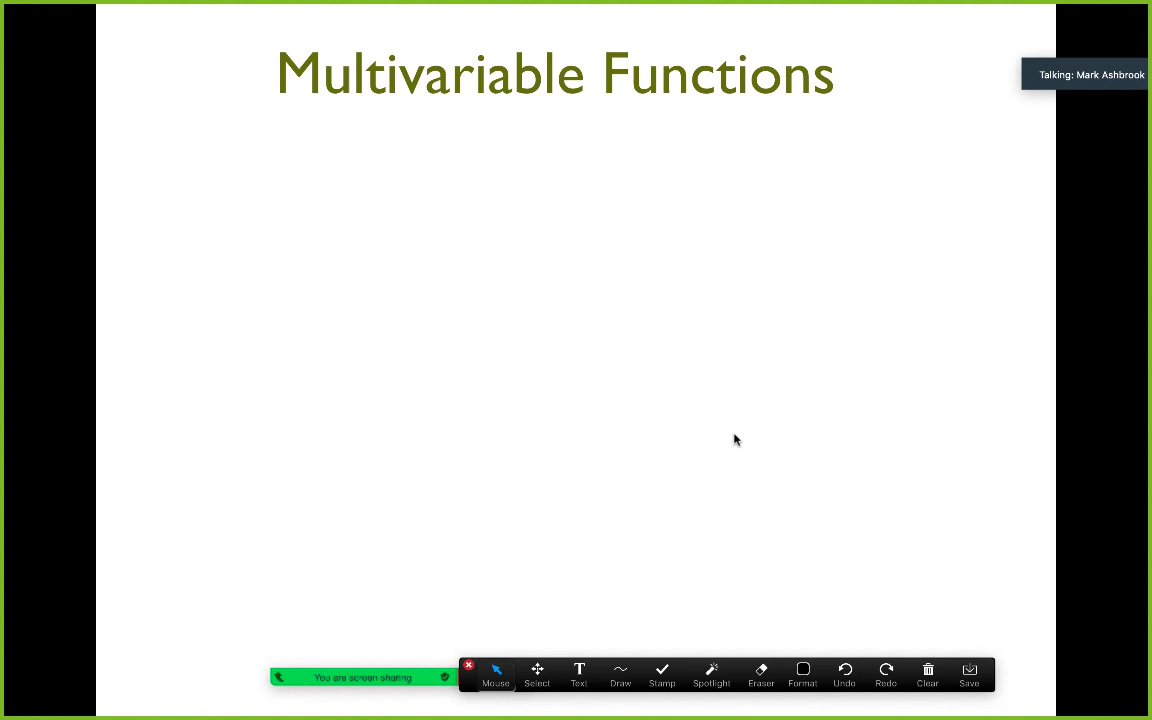 Multivariable Functions
Talking: Mark Ashbrook
You are screen sharing
Mouse Select Text Draw Stamp Spotlight Eraser Format Undo Redo Clear Save